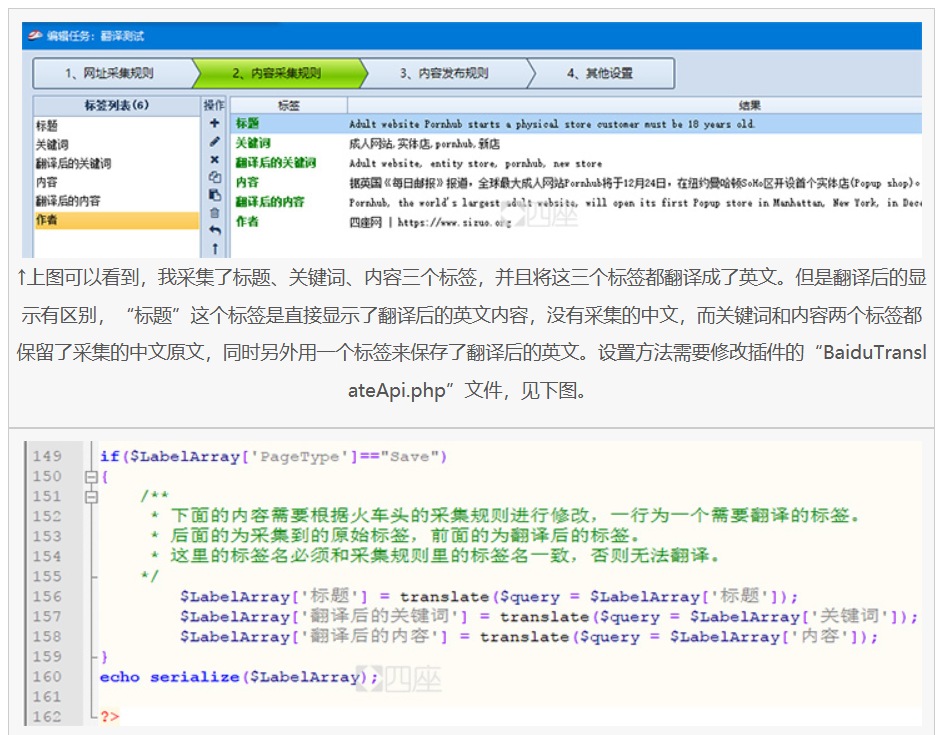 编辑任务：翻译测试
1、网址采集规则
2、内容采集规则
3、内容发布规则
4、其他设置
标签列表(6)
操作
标签
结果
标题
关键词
翻译后的关键词
内容
翻译后的内容
作者
标题 Adult website Pornhub starts a physical store customer must be 18 years old.
关键词 成人网站,实体店,pornhub,新店
翻译后的关键词 Adult website, entity store, pornhub, new store
内容 据英国《每日邮报》报道，全球最大成人网站Pornhub将于12月24日，在纽约曼哈顿SoHo区开设首个实体店(Popup shop)。
翻译后的内容 Pornhub, the world's largest adult website, will open its first Popup store in Manhattan, New York, in Dece
作者 四座网 | https://www.sizuo.org
四座
↑上图可以看到，我采集了标题、关键词、内容三个标签，并且将这三个标签都翻译成了英文。但是翻译后的显
示有区别，“标题”这个标签是直接显示了翻译后的英文内容，没有采集的中文，而关键词和内容两个标签都
保留了采集的中文原文，同时另外用一个标签来保存了翻译后的英文。设置方法需要修改插件的“BaiduTransl
ateApi.php”文件，见下图。
149 if($LabelArray['PageType']=="Save")
150 {
151 /**
152 * 下面的内容需要根据火车头的采集规则进行修改，一行为一个需要翻译的标签。
153 * 后面的为采集到的原始标签，前面的为翻译后的标签。
154 * 这里的标签名必须和采集规则里的标签名一致，否则无法翻译。
155 */
156 $LabelArray['标题'] = translate($query = $LabelArray['标题']);
157 $LabelArray['翻译后的关键词'] = translate($query = $LabelArray['关键词']);
158 $LabelArray['翻译后的内容'] = translate($query = $LabelArray['内容']);
159 }
160 echo serialize($LabelArray);
161
162 ?>
四座